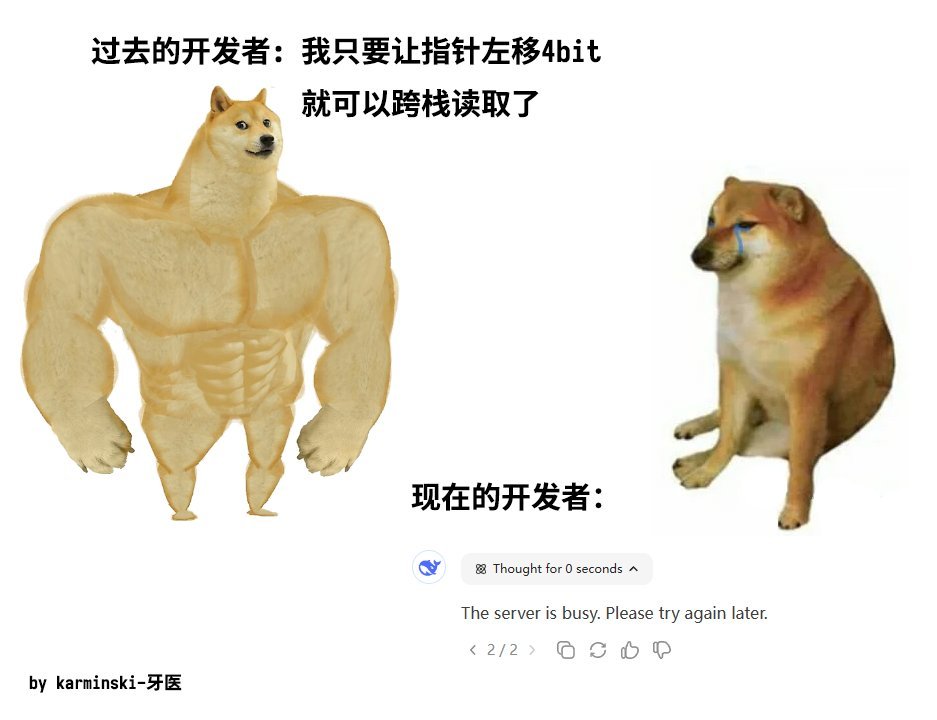 过去的开发者：我只要让指针左移4bit
就可以跨栈读取了
现在的开发者：
Thought for 0 seconds
The server is busy. Please try again later.
2 / 2
by karminski-牙医